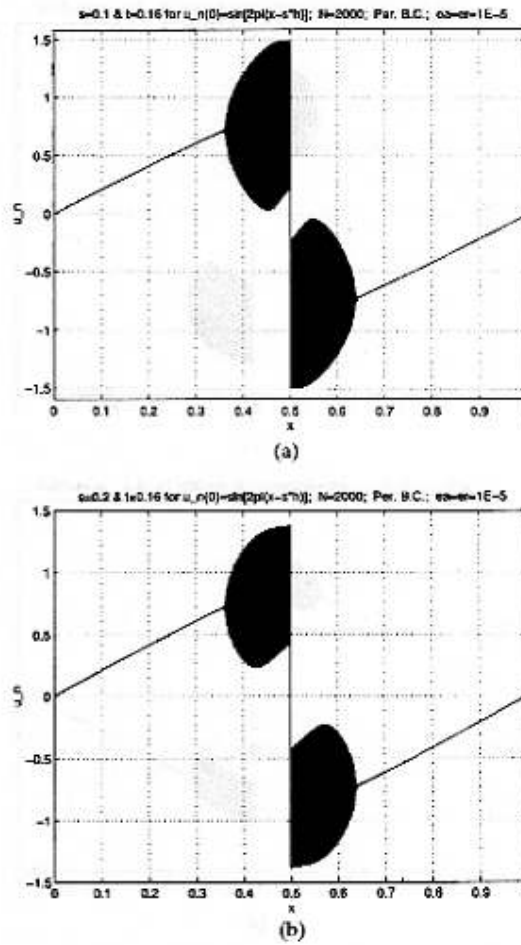 s=0.1 & t=0.16 for u_n(0)=sin[2pi(x-s*h)]; N=2000; Per. B.C.; ea=er=1E-5
1.5
1
0.5
0
-0.5
-1
-1.5
u_n
0 0.1 0.2 0.3 0.4 0.5 0.6 0.7 0.8 0.9
x
(a)
s=0.2 & t=0.16 for u_n(0)=sin[2pi(x-s*h)]; N=2000; Per. B.C.; ea=er=1E-5
1.5
1
0.5
0
-0.5
-1
-1.5
u_n
0 0.1 0.2 0.3 0.4 0.5 0.6 0.7 0.8 0.9
x
(b)